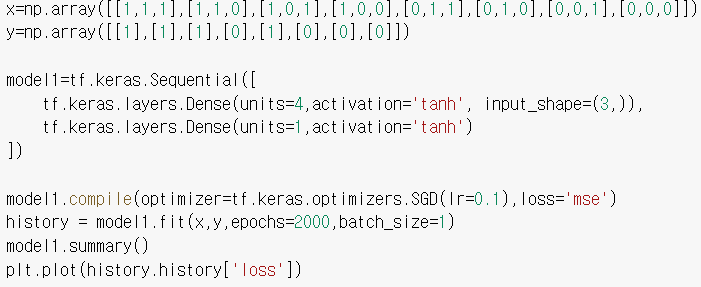 x=np.array([[1,1,1],[1,1,0],[1,0,1],[1,0,0],[0,1,1],[0,1,0],[0,0,1],[0,0,0]])
y=np.array([[1],[1],[1],[0],[1],[0],[0],[0]])
model1=tf.keras.Sequential([
    tf.keras.layers.Dense(units=4,activation='tanh', input_shape=(3,)),
    tf.keras.layers.Dense(units=1,activation='tanh')
])
model1.compile(optimizer=tf.keras.optimizers.SGD(lr=0.1),loss='mse')
history = model1.fit(x,y,epochs=2000,batch_size=1)
model1.summary()
plt.plot(history.history['loss'])